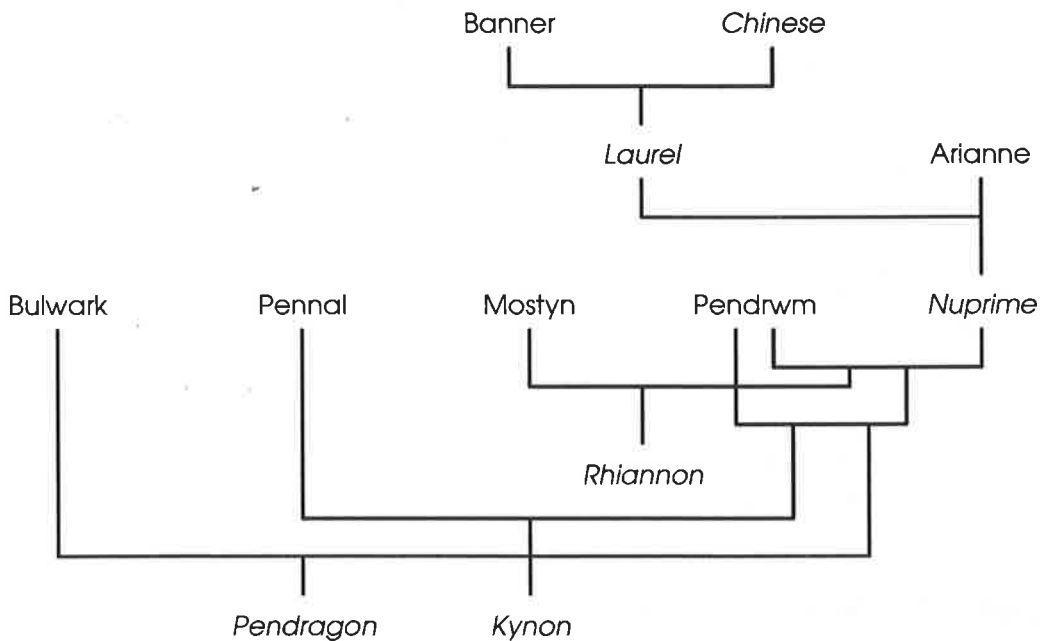 Banner Chinese
Laurel Arianne
Bulwark Pennal Mostyn Pendrwm Nuprime
Rhiannon
Pendragon Kynon